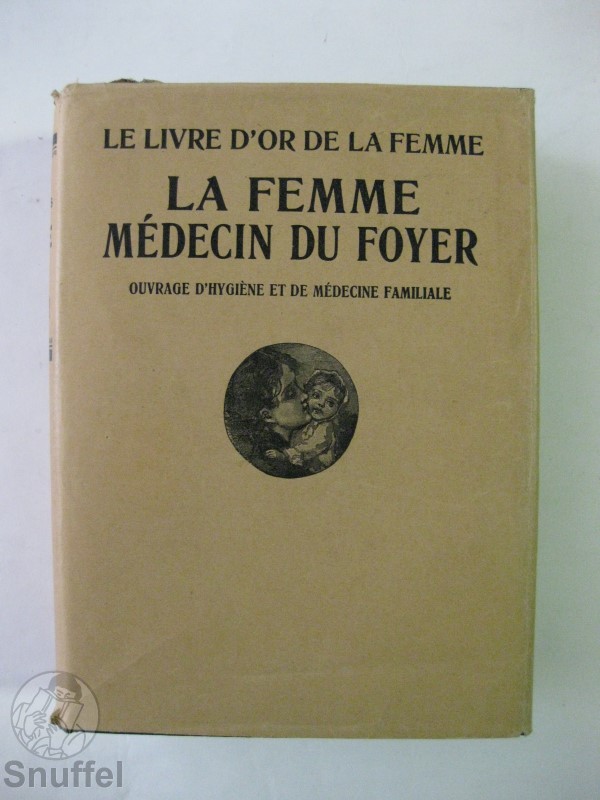 LE LIVRE D'OR DE LA FEMME
LA FEMME
MÉDECIN DU FOYER
OUVRAGE D'HYGIÈNE ET DE MÉDECINE FAMILIALE
Snuffel